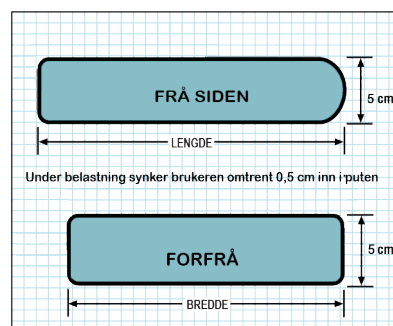 FRÅ SIDEN
5 cm
LENGDE
Under belastning synker brukeren omtrent 0,5 cm inn i puten
FORFRÅ
5 cm
BREDDE